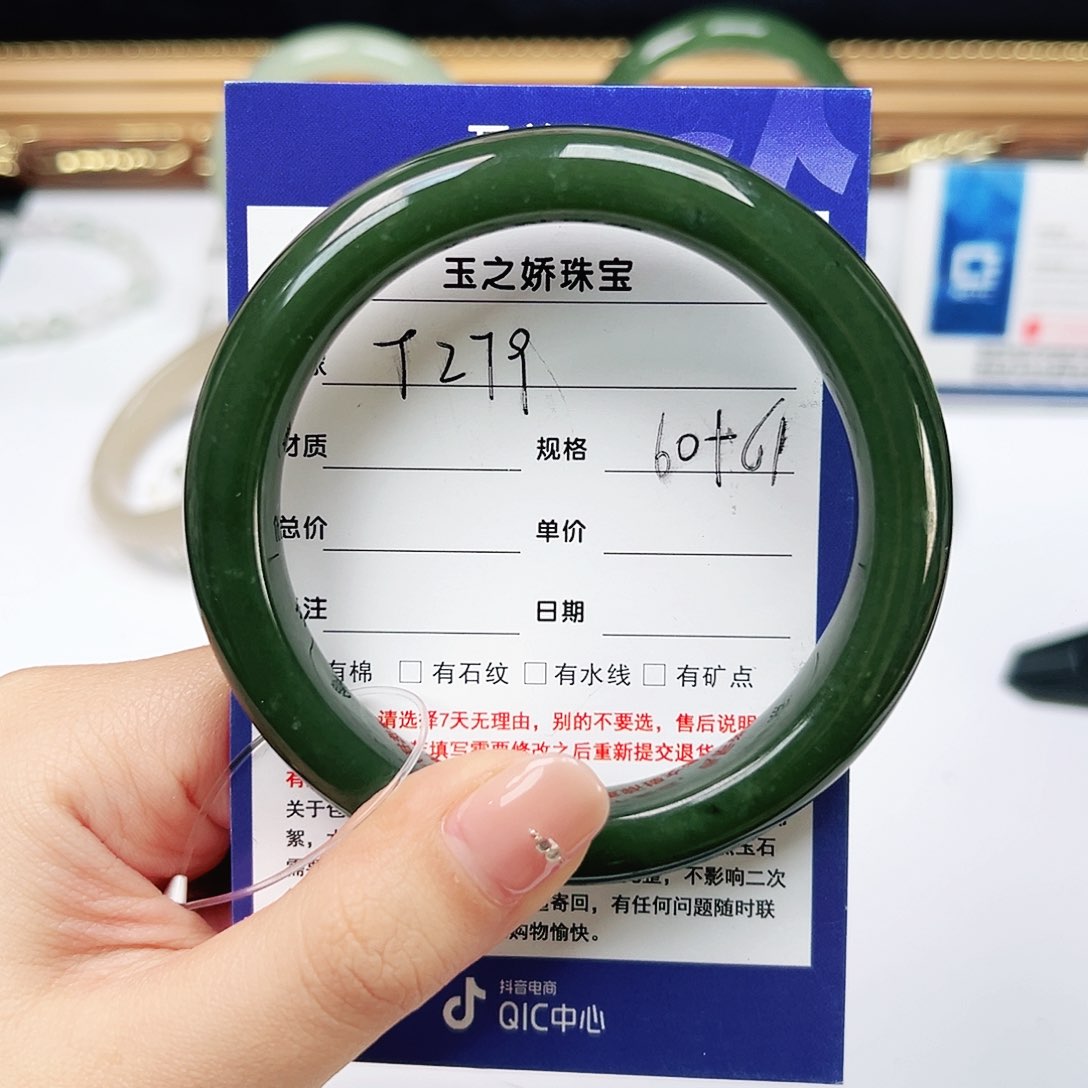 玉之娇珠宝
T279
材质 规格 60+61
总价 单价
注 日期
有棉 □ 有石纹 □ 有水线 □ 有矿点
请选择7天无理由，别的不要选，售后说明
填写需要修改之后重新提交退货
有
关于
絮，
玉石
不影响二次
寄回，有任何问题随时联
购物愉快。
抖音电商
QIC中心